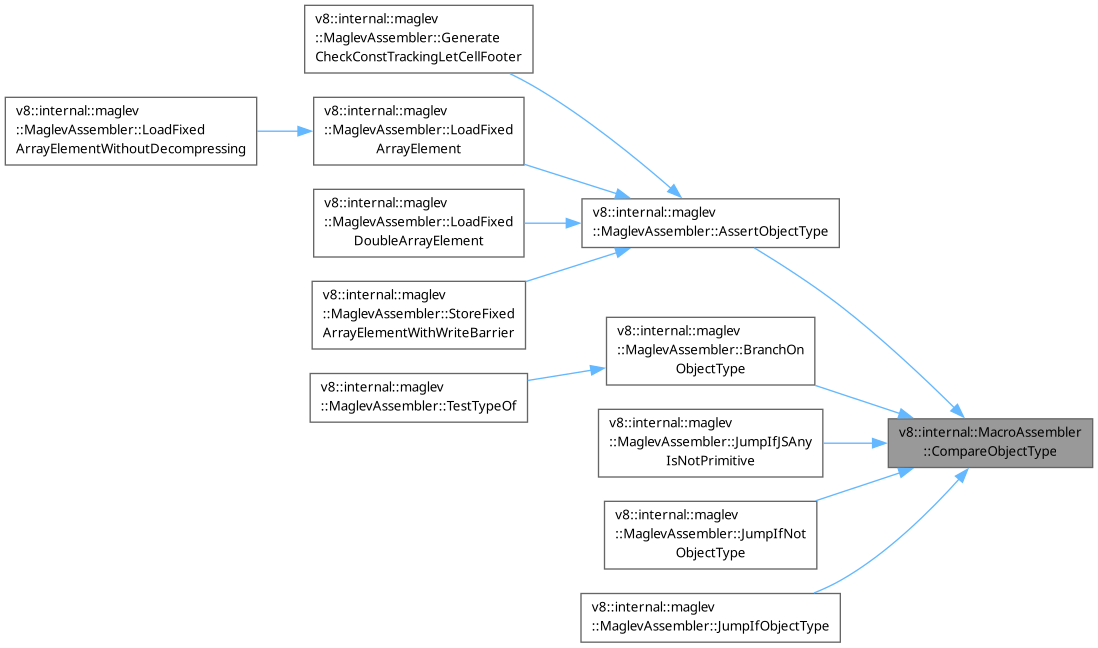 v8::internal::maglev
::MaglevAssembler::Generate
CheckConstTrackingLetCellFooter
v8::internal::maglev
::MaglevAssembler::LoadFixed
ArrayElementWithoutDecompressing
v8::internal::maglev
::MaglevAssembler::LoadFixed
ArrayElement
v8::internal::maglev
::MaglevAssembler::LoadFixed
DoubleArrayElement
v8::internal::maglev
::MaglevAssembler::AssertObjectType
v8::internal::maglev
::MaglevAssembler::StoreFixed
ArrayElementWithWriteBarrier
v8::internal::maglev
::MaglevAssembler::BranchOn
ObjectType
v8::internal::maglev
::MaglevAssembler::TestTypeOf
v8::internal::maglev
::MaglevAssembler::JumpIfJSAny
IsNotPrimitive
v8::internal::MacroAssembler
::CompareObjectType
v8::internal::maglev
::MaglevAssembler::JumpIfNot
ObjectType
v8::internal::maglev
::MaglevAssembler::JumpIfObjectType